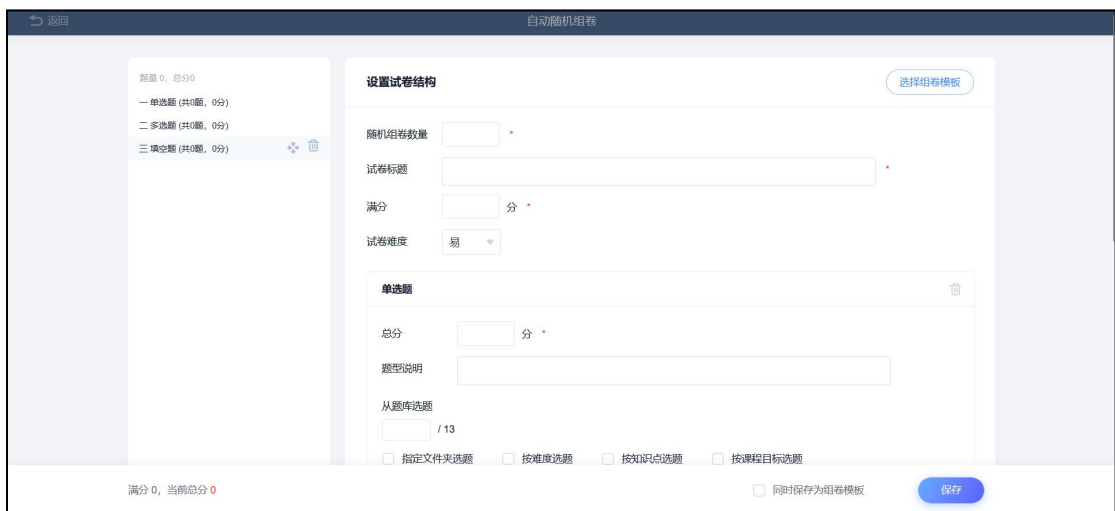 返回
自动随机组卷
题量 0，总分0
一 单选题 (共0题，0分)
二 多选题 (共0题，0分)
三 填空题 (共0题，0分)
设置试卷结构
选择组卷模板
随机组卷数量 *
试卷标题 *
满分 分 *
试卷难度 易
单选题
总分 分 *
题型说明
从题库选题
/ 13
指定文件夹选题 按难度选题 按知识点选题 按课程目标选题
满分 0，当前总分 0
同时保存为组卷模板
保存